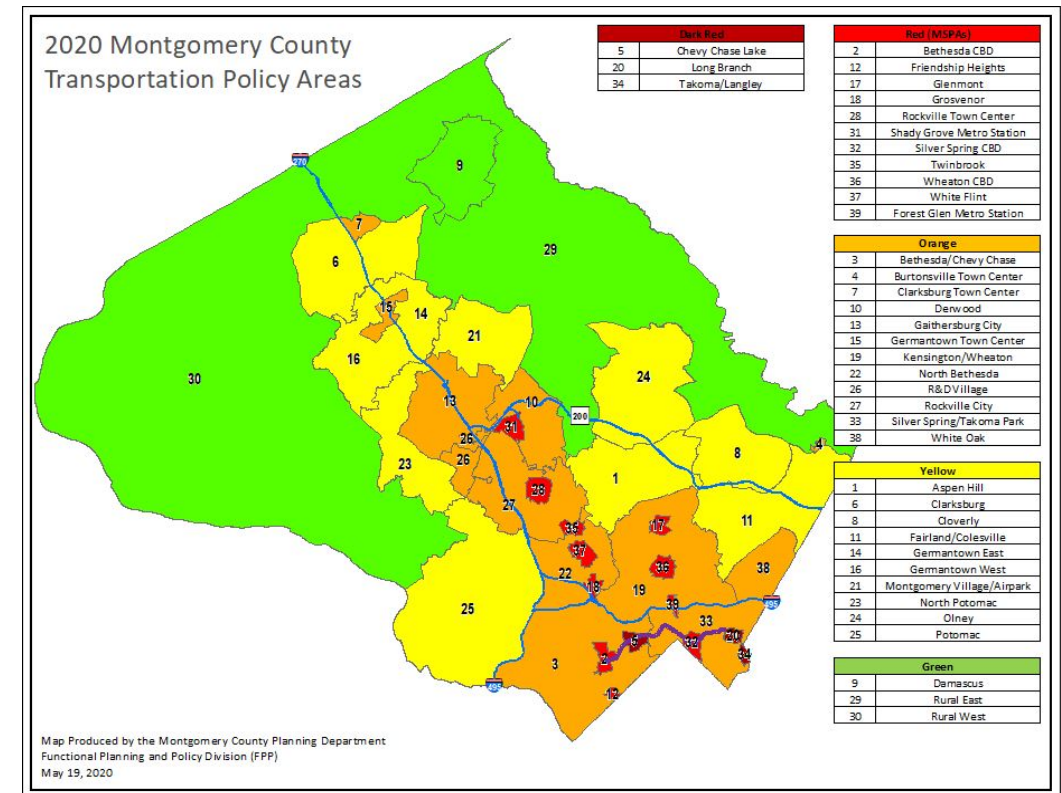 2020 Montgomery County
Transportation Policy Areas
Dark Red
5 Chevy Chase Lake
20 Long Branch
34 Takoma/Langley
Red (MSPAs)
2 Bethesda CBD
12 Friendship Heights
17 Glenmont
18 Grosvenor
28 Rockville Town Center
31 Shady Grove Metro Station
32 Silver Spring CBD
35 Twinbrook
36 Wheaton CBD
37 White Flint
39 Forest Glen Metro Station
Orange
3 Bethesda/Chevy Chase
4 Burtonsville Town Center
7 Clarksburg Town Center
10 Derwood
13 Gaithersburg City
15 Germantown Town Center
19 Kensington/Wheaton
22 North Bethesda
26 R&D Village
27 Rockville City
33 Silver Spring/Takoma Park
38 White Oak
Yellow
1 Aspen Hill
6 Clarksburg
8 Cloverly
11 Fairland/Colesville
14 Germantown East
16 Germantown West
21 Montgomery Village/Airpark
23 North Potomac
24 Olney
25 Potomac
Green
9 Damascus
29 Rural East
30 Rural West
270
9
7
29
6
15
14
21
16
30
24
13
10
200
31
26
26
4
8
23
1
28
27
11
35
17
37
36
38
22
18
19
39
495
25
33
5
32
20
34
3
2
495
12
Map Produced by the Montgomery County Planning Department
Functional Planning and Policy Division (FPP)
May 19, 2020